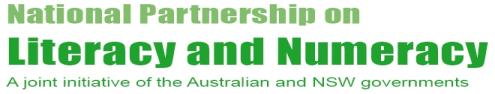 National Partnership on
Literacy and Numeracy
A joint initiative of the Australian and NSW governments